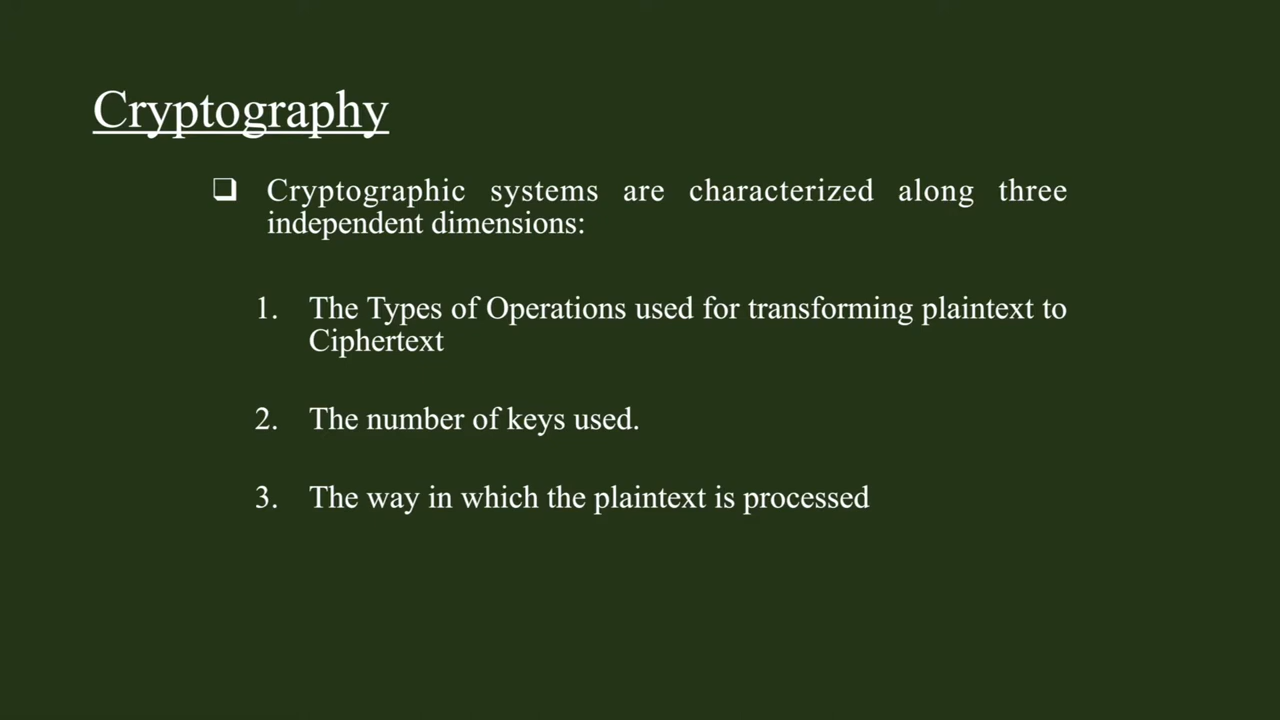 Cryptography
❑ Cryptographic systems are characterized along three
independent dimensions:
1. The Types of Operations used for transforming plaintext to
Ciphertext
2. The number of keys used.
3. The way in which the plaintext is processed